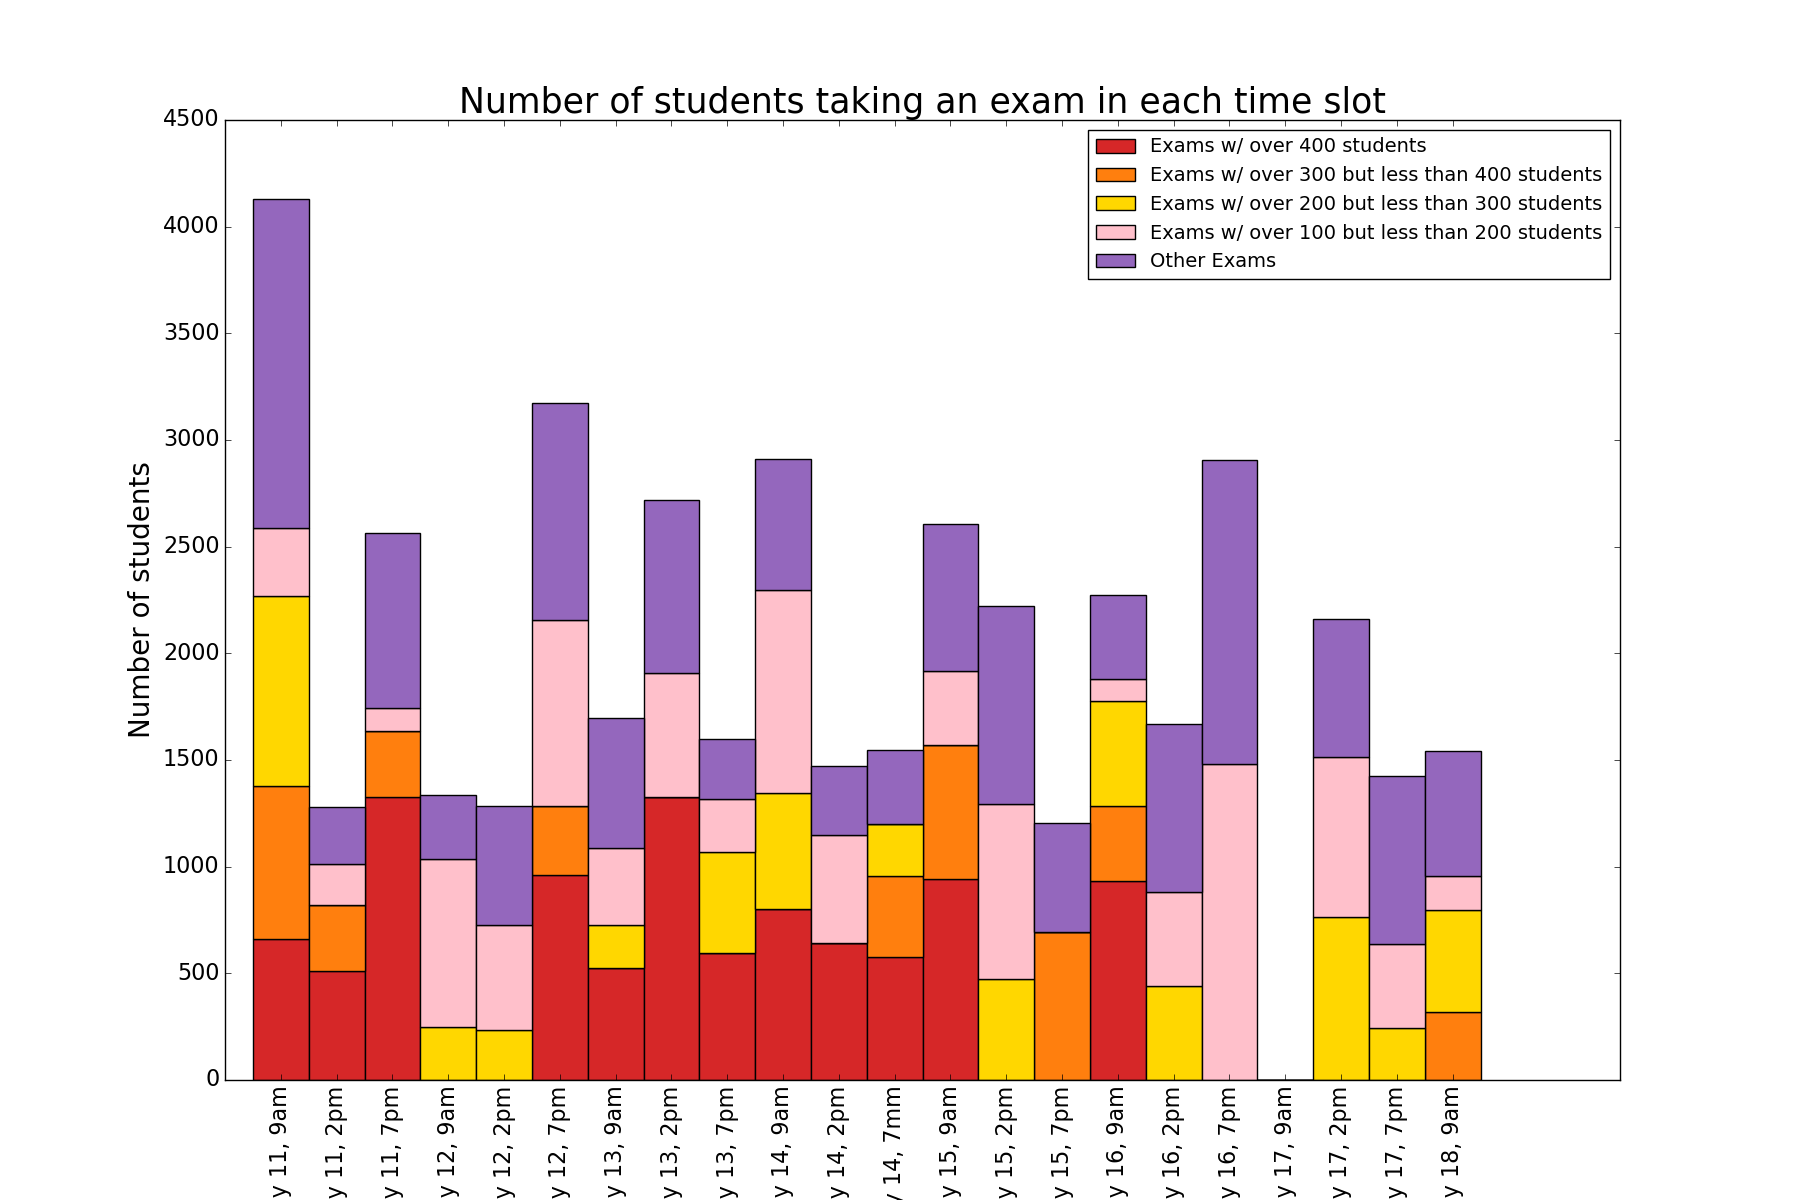 Number of students taking an exam in each time slot
Number of students
4500
4000
3500
3000
2500
2000
1500
1000
500
0
Exams w/ over 400 students
Exams w/ over 300 but less than 400 students
Exams w/ over 200 but less than 300 students
Exams w/ over 100 but less than 200 students
Other Exams
y 11, 9am
y 11, 2pm
y 11, 7pm
y 12, 9am
y 12, 2pm
y 12, 7pm
y 13, 9am
y 13, 2pm
y 13, 7pm
y 14, 9am
y 14, 2pm
y 14, 7mm
y 15, 9am
y 15, 2pm
y 15, 7pm
y 16, 9am
y 16, 2pm
y 16, 7pm
y 17, 9am
y 17, 2pm
y 17, 7pm
y 18, 9am